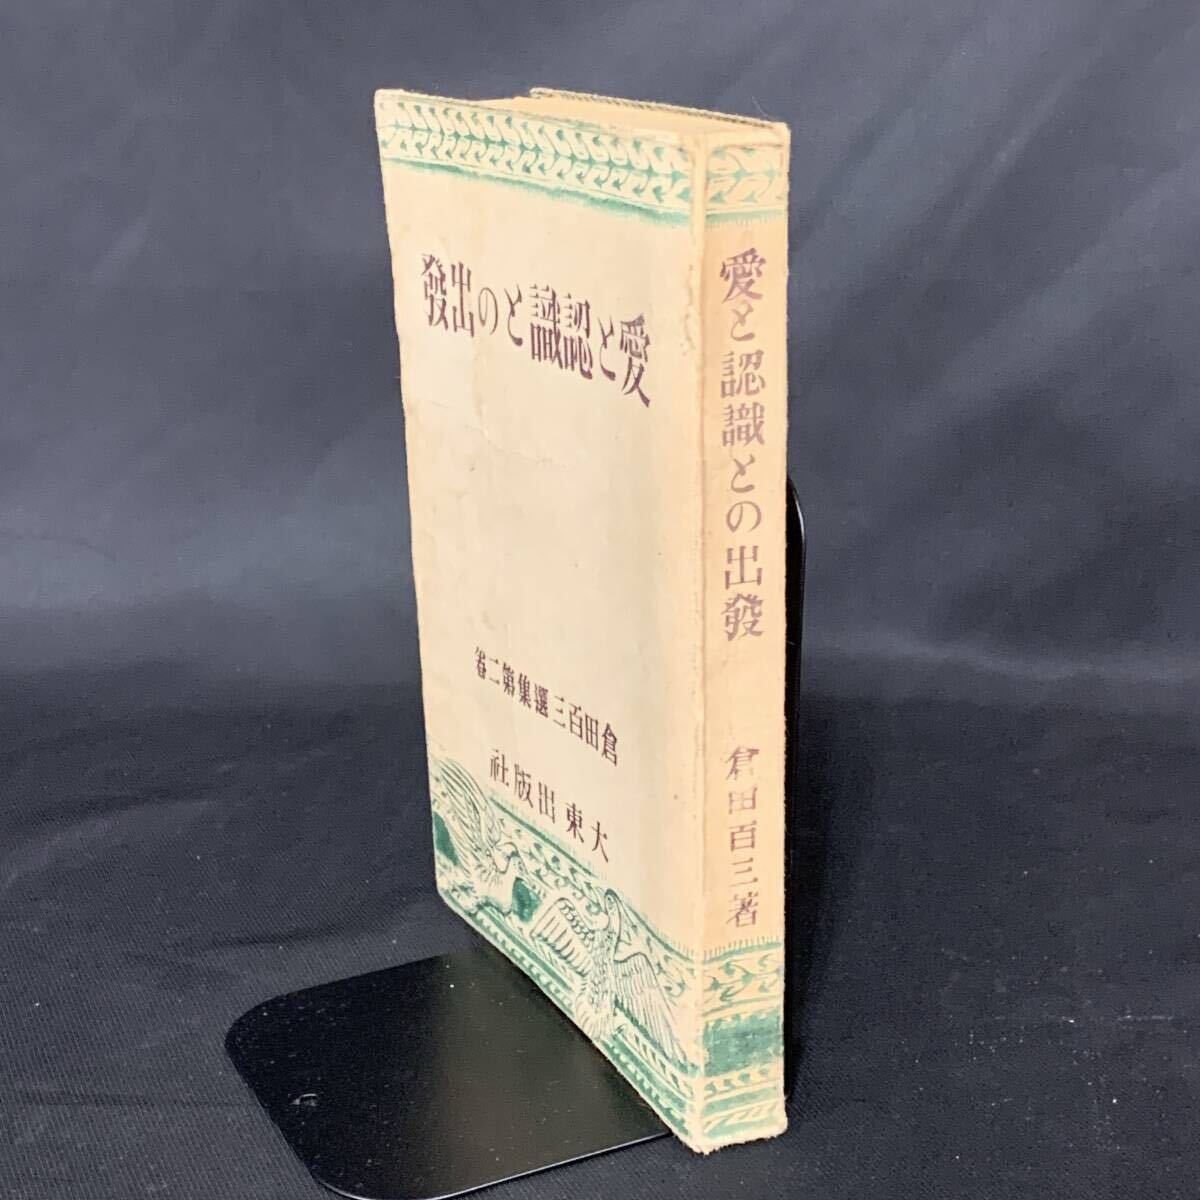 愛と認識との出發
倉田百三選集第二卷
大東出版社
愛と認識との出發
倉田百三著